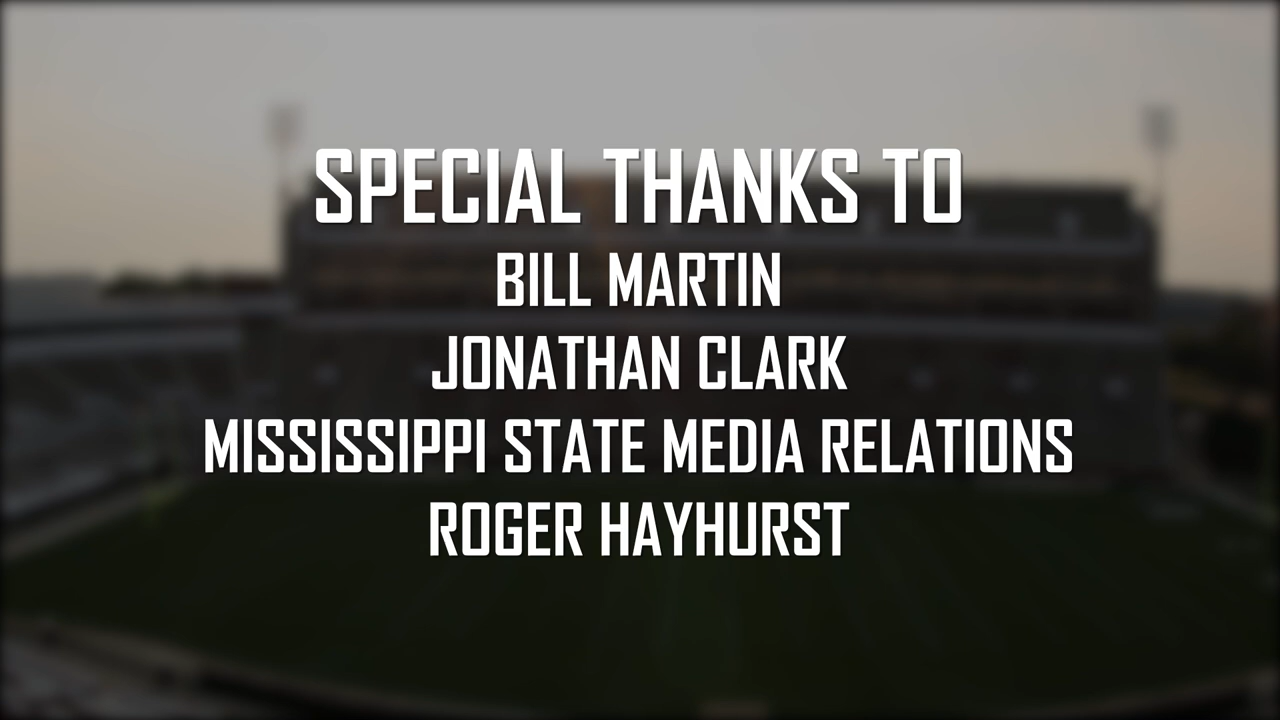 SPECIAL THANKS TO
BILL MARTIN
JONATHAN CLARK
MISSISSIPPI STATE MEDIA RELATIONS
ROGER HAYHURST